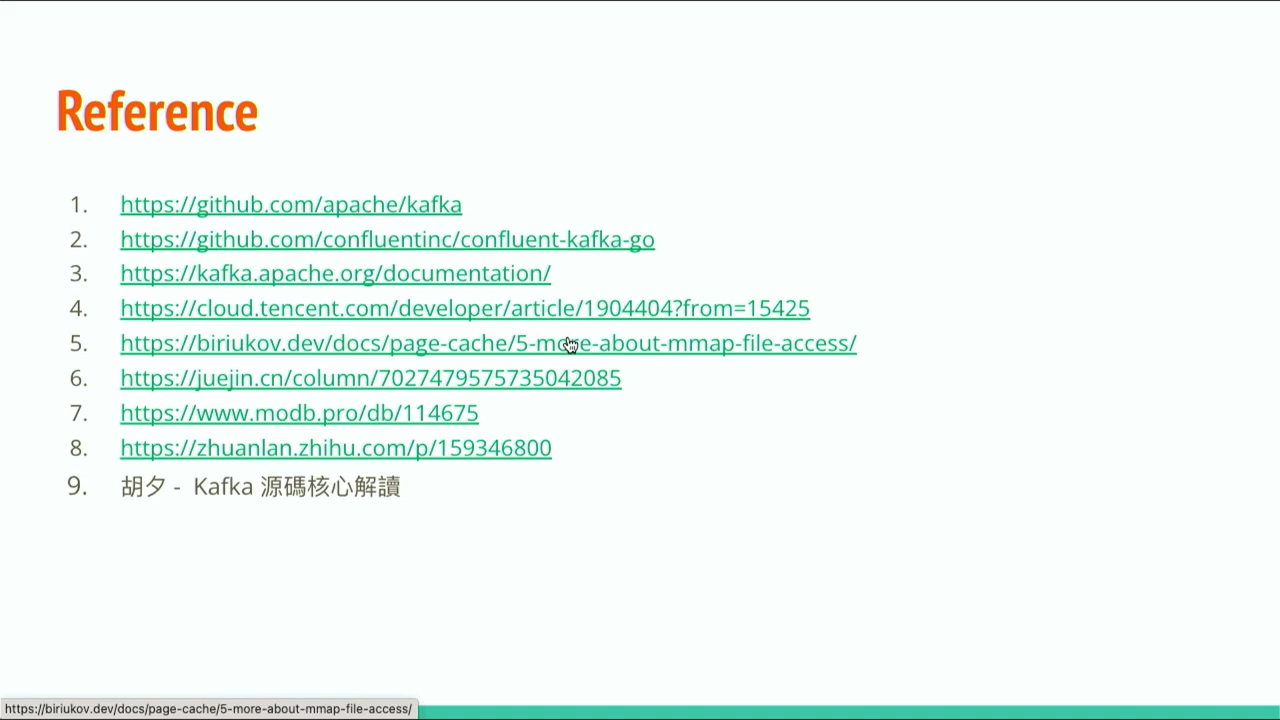 Reference
1. https://github.com/apache/kafka
2. https://github.com/confluentinc/confluent-kafka-go
3. https://kafka.apache.org/documentation/
4. https://cloud.tencent.com/developer/article/1904404?from=15425
5. https://biriukov.dev/docs/page-cache/5-more-about-mmap-file-access/
6. https://juejin.cn/column/7027479575735042085
7. https://www.modb.pro/db/114675
8. https://zhuanlan.zhihu.com/p/159346800
9. 胡夕 - Kafka 源碼核心解讀
https://biriukov.dev/docs/page-cache/5-more-about-mmap-file-access/